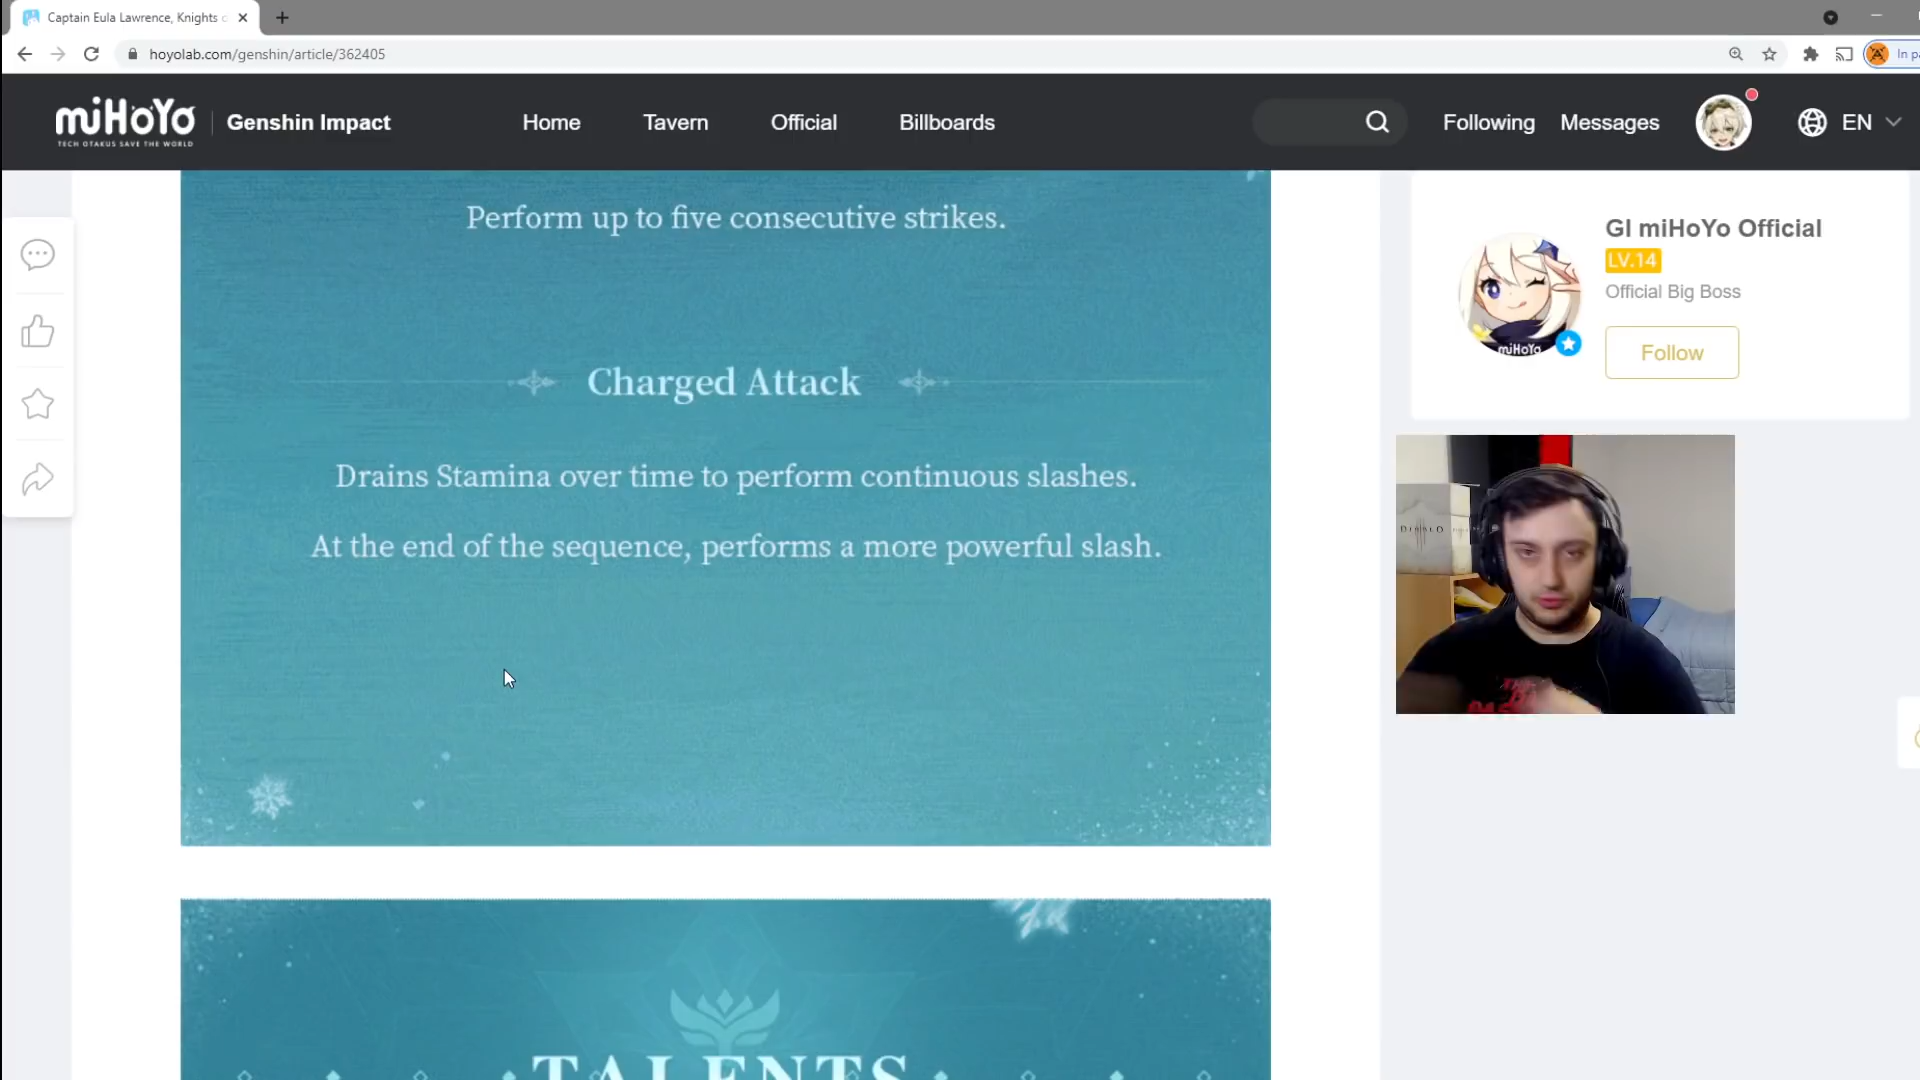 Captain Eula Lawrence, Knights o
hoyolab.com/genshin/article/362405
In pa
miHoYo
TECH OTAKUS SAVE THE WORLD
Genshin Impact
Home
Tavern
Official
Billboards
Following
Messages
EN
Perform up to five consecutive strikes.
Charged Attack
Drains Stamina over time to perform continuous slashes.
At the end of the sequence, performs a more powerful slash.
TALENTS
GI miHoYo Official
LV.14
Official Big Boss
miHoYo
Follow
DIABLO